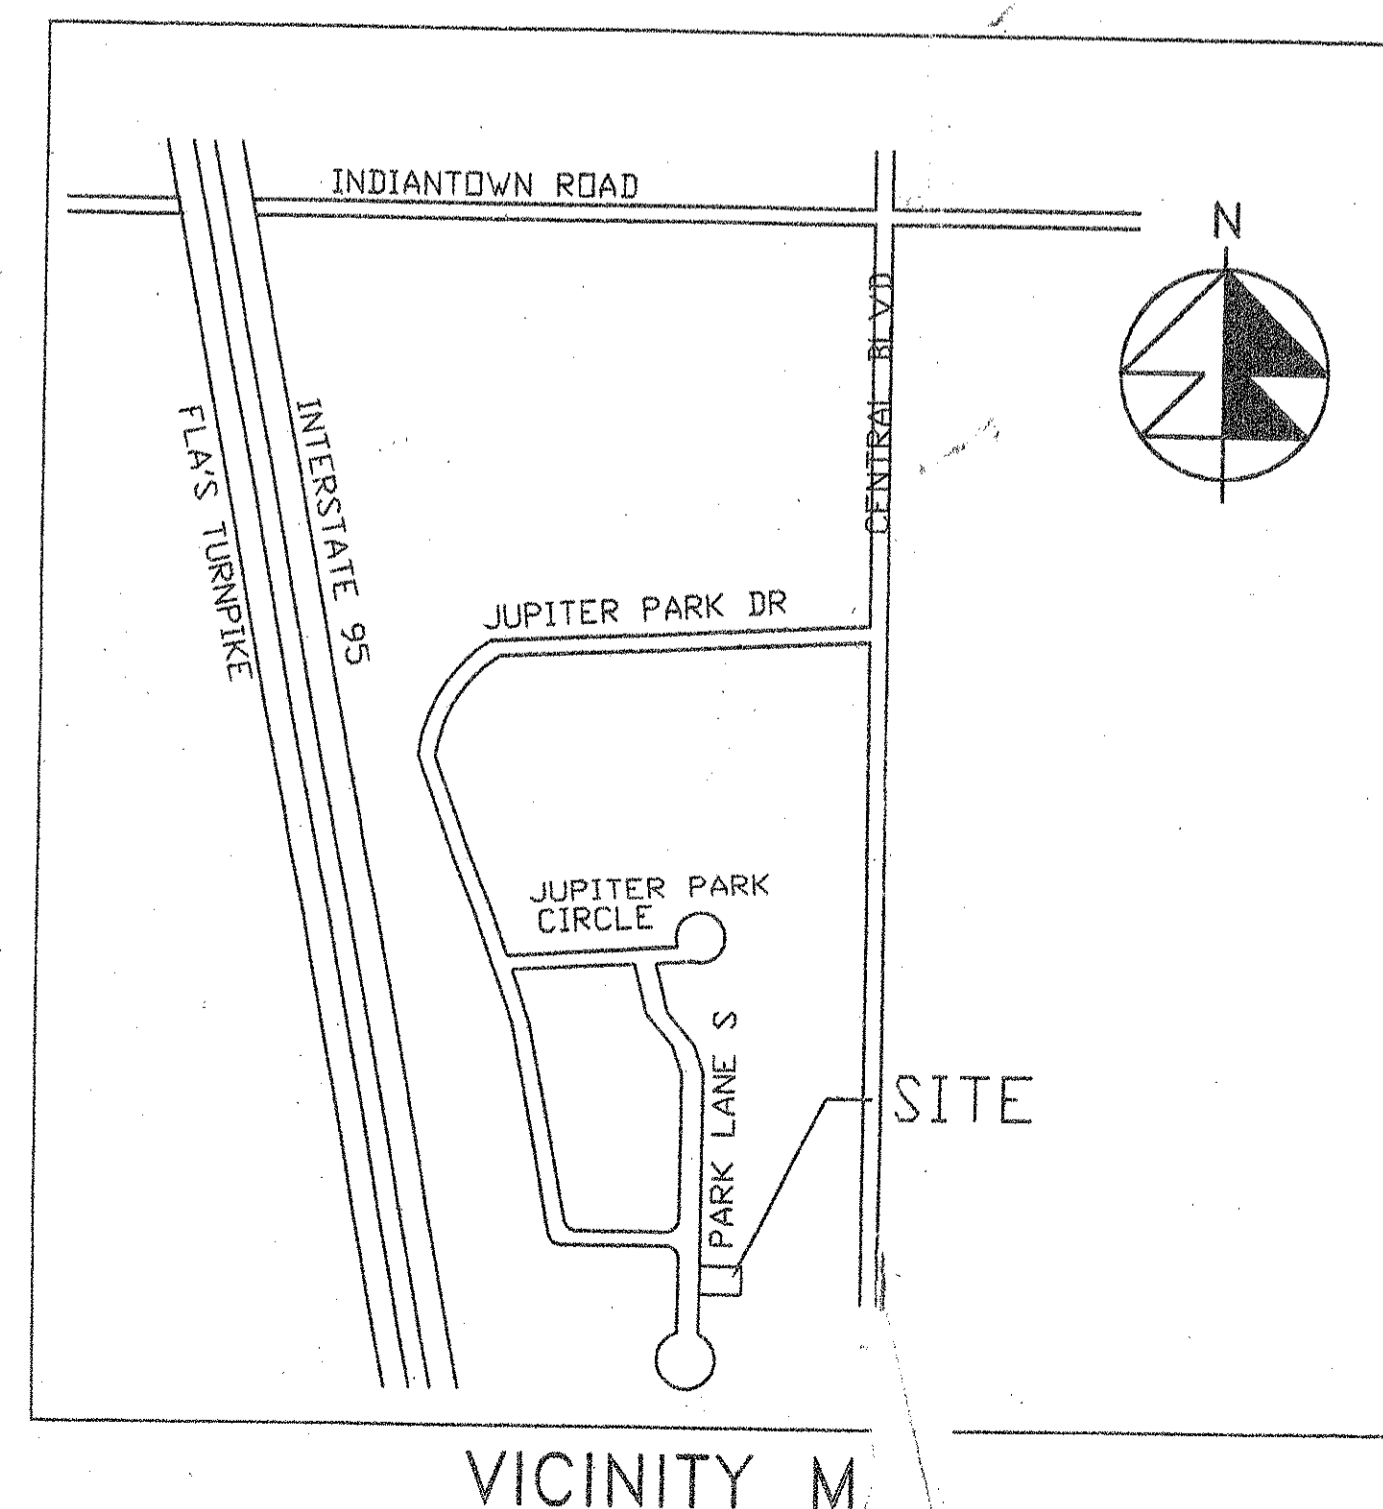 INDIANTOWN ROAD
N
CENTRAL BLVD
INTERSTATE 95
FLA'S TURNPIKE
JUPITER PARK DR
JUPITER PARK
CIRCLE
PARK LANE S
SITE
VICINITY M